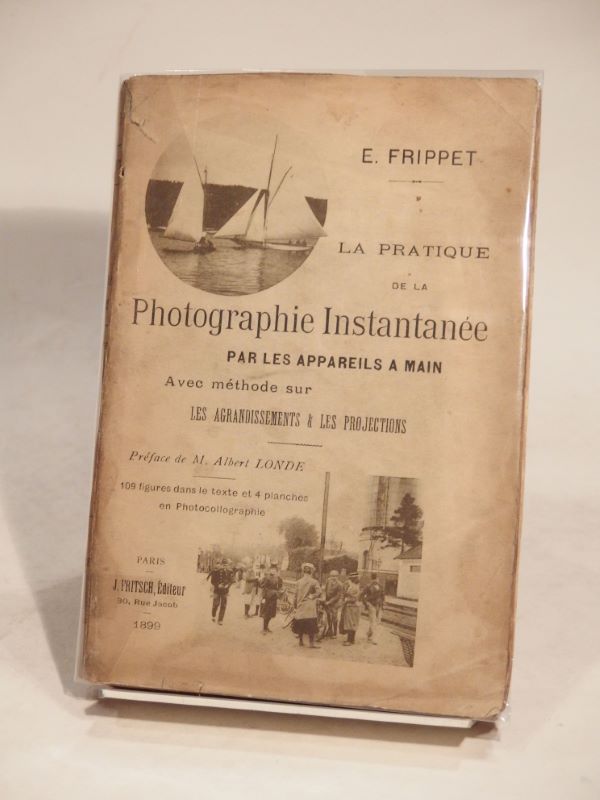 E. FRIPPET
LA PRATIQUE
DE LA
Photographie Instantanée
PAR LES APPAREILS A MAIN
Avec méthode sur
LES AGRANDISSEMENTS & LES PROJECTIONS
Préface de M. Albert LONDE
109 figures dans le texte et 4 planches
en Photocollographie
PARIS
J. FRITSCH, Éditeur
30, Rue Jacob
1899